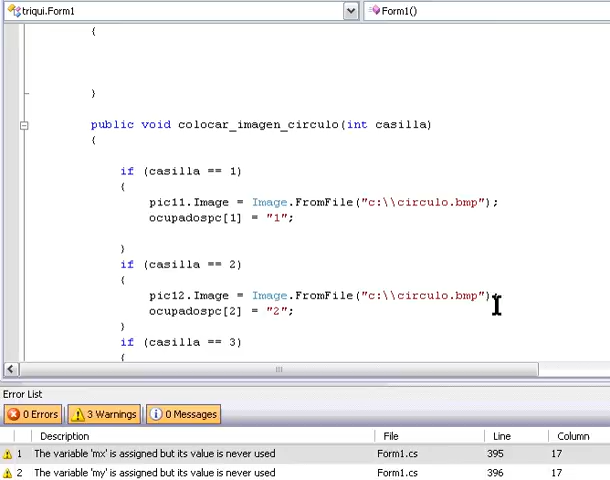 triqui.Form1 Form1()
{
}
public void colocar_imagen_circulo(int casilla)
{
if (casilla == 1)
{
pic11.Image = Image.FromFile("c:\\circulo.bmp");
ocupadospc[1] = "1";
}
if (casilla == 2)
{
pic12.Image = Image.FromFile("c:\\circulo.bmp");
ocupadospc[2] = "2";
}
if (casilla == 3)
{
Error List
0 Errors 3 Warnings 0 Messages
Description File Line Column
1 The variable 'mx' is assigned but its value is never used Form1.cs 395 17
2 The variable 'my' is assigned but its value is never used Form1.cs 396 17